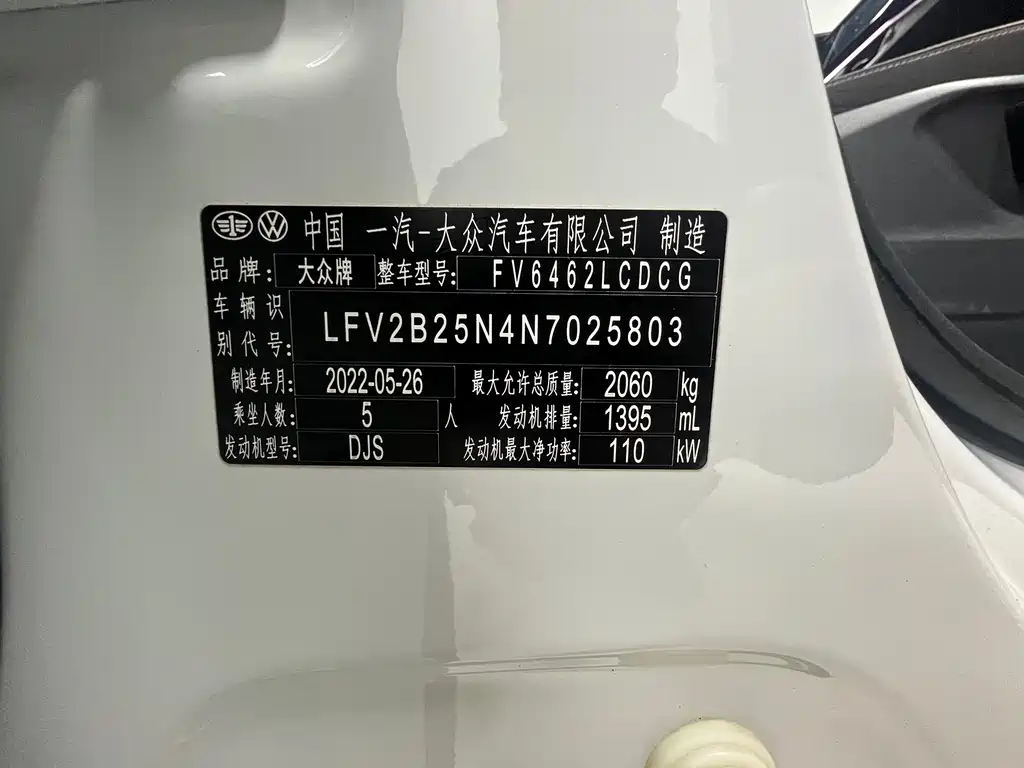 中国 一汽-大众汽车有限公司 制造
品牌: 大众牌 整车型号: FV6462LCDCG
车辆识别代号: LFV2B25N4N7025803
制造年月: 2022-05-26 最大允许总质量: 2060 kg
乘坐人数: 5 人 发动机排量: 1395 mL
发动机型号: DJS 发动机最大净功率: 110 kW